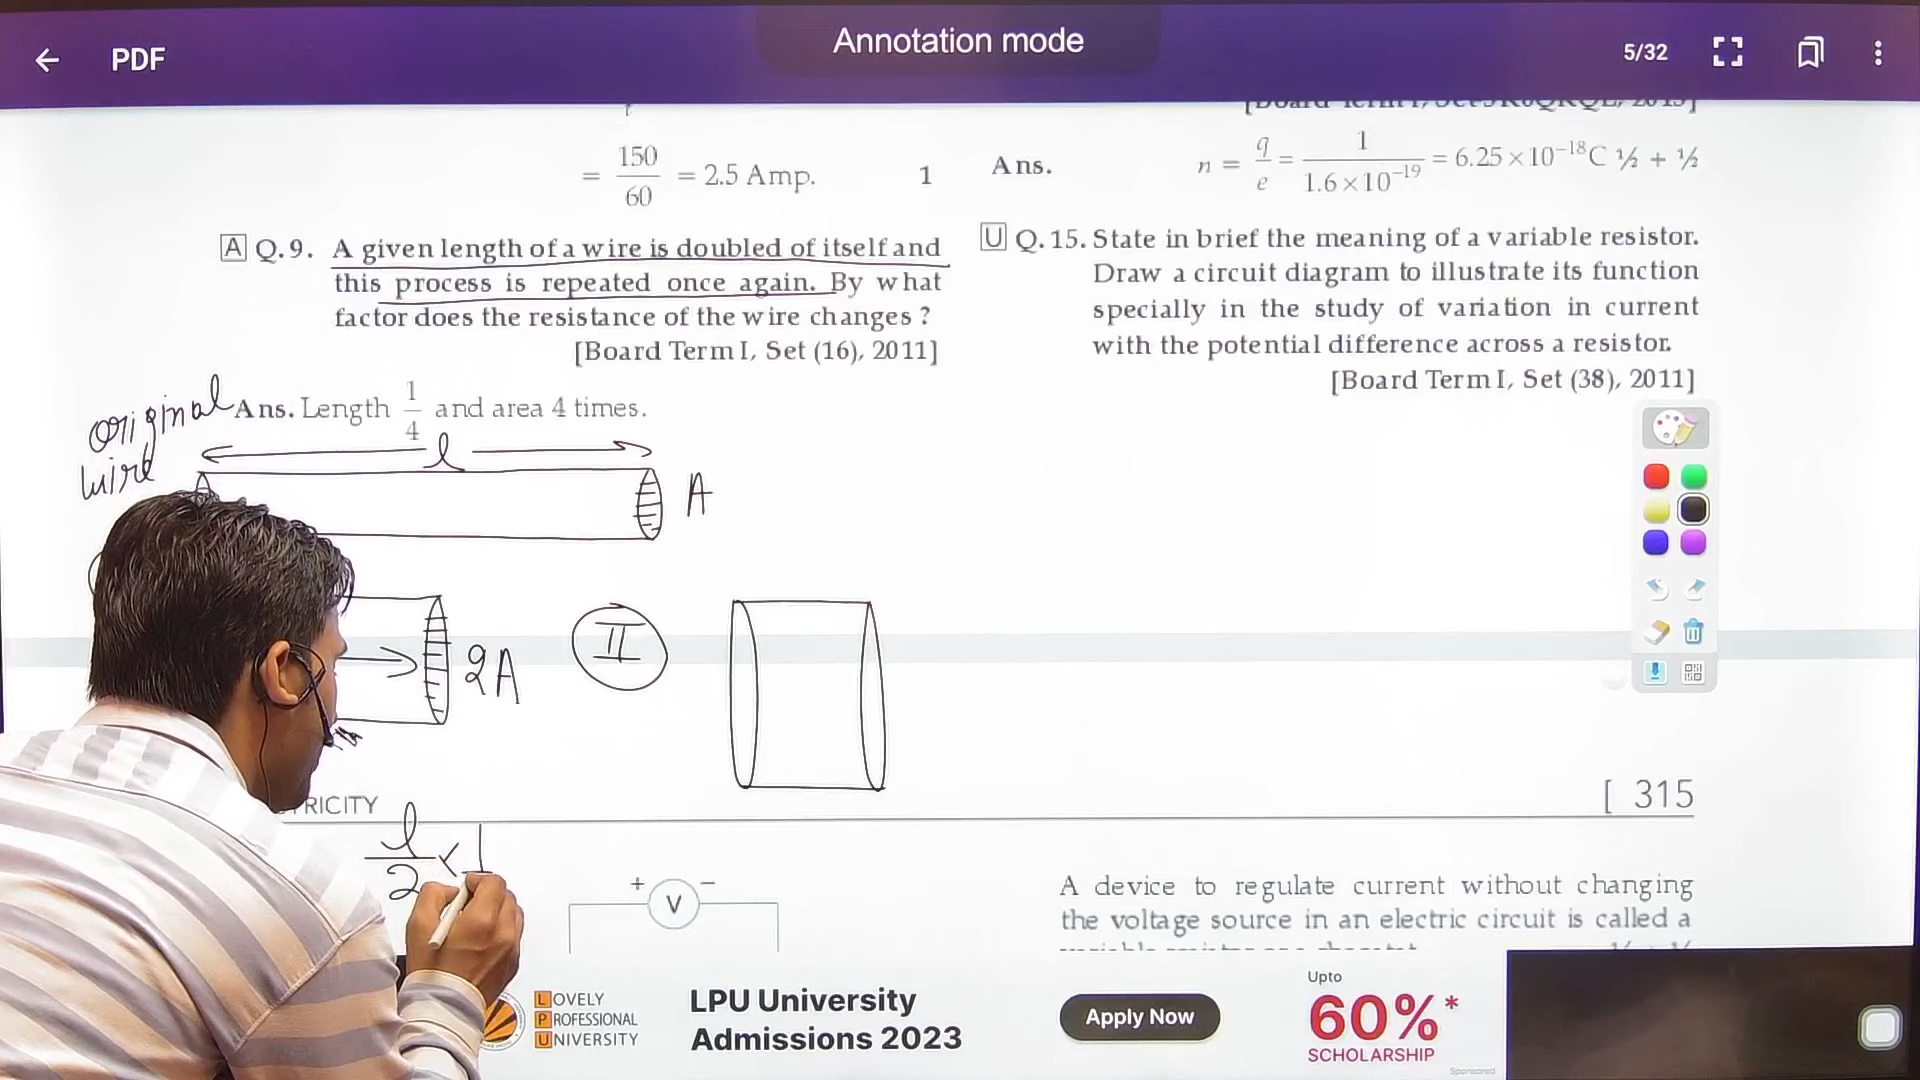 Annotation mode
PDF
5/32
= 150/60 = 2.5 Amp. 1
A Q. 9. A given length of a wire is doubled of itself and
this process is repeated once again. By what
factor does the resistance of the wire changes ?
[Board Term I, Set (16), 2011]
Ans. Length 1/4 and area 4 times.
original
wire
l
A
2A
II
RICITY
l/2 × 1
+ V −
Ans. n = q/e = 1/1.6×10⁻¹⁹ = 6.25×10⁻¹⁸C ½ + ½
U Q. 15. State in brief the meaning of a variable resistor.
Draw a circuit diagram to illustrate its function
specially in the study of variation in current
with the potential difference across a resistor.
[Board Term I, Set (38), 2011]
[ 315
A device to regulate current without changing
the voltage source in an electric circuit is called a
LOVELY
PROFESSIONAL
UNIVERSITY
LPU University
Admissions 2023
Apply Now
Upto
60%*
SCHOLARSHIP
Sponsored